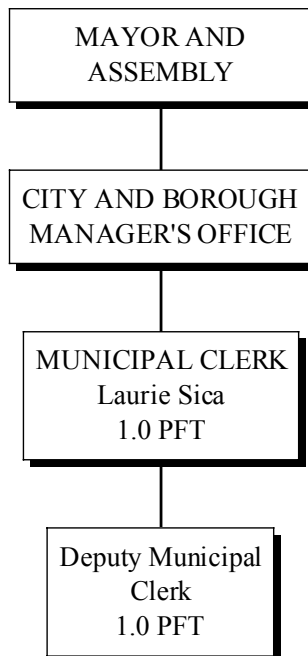 MAYOR AND
ASSEMBLY
CITY AND BOROUGH
MANAGER'S OFFICE
MUNICIPAL CLERK
Laurie Sica
1.0 PFT
Deputy Municipal
Clerk
1.0 PFT